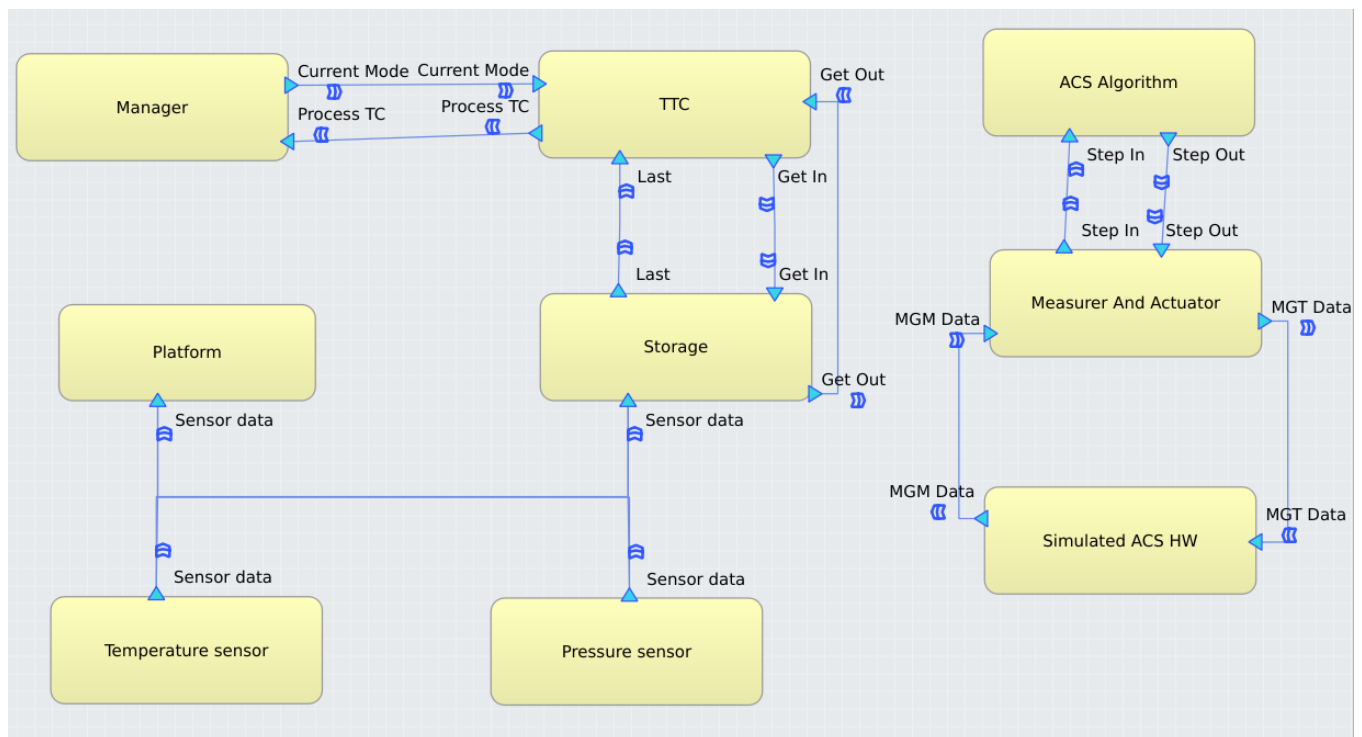 Manager
Current Mode
Current Mode
Process TC
Process TC
TTC
Get Out
Last
Get In
Last
Get In
Storage
Get Out
Platform
Sensor data
Sensor data
Sensor data
Sensor data
Temperature sensor
Pressure sensor
ACS Algorithm
Step In
Step Out
Step In
Step Out
Measurer And Actuator
MGM Data
MGT Data
MGM Data
MGT Data
Simulated ACS HW